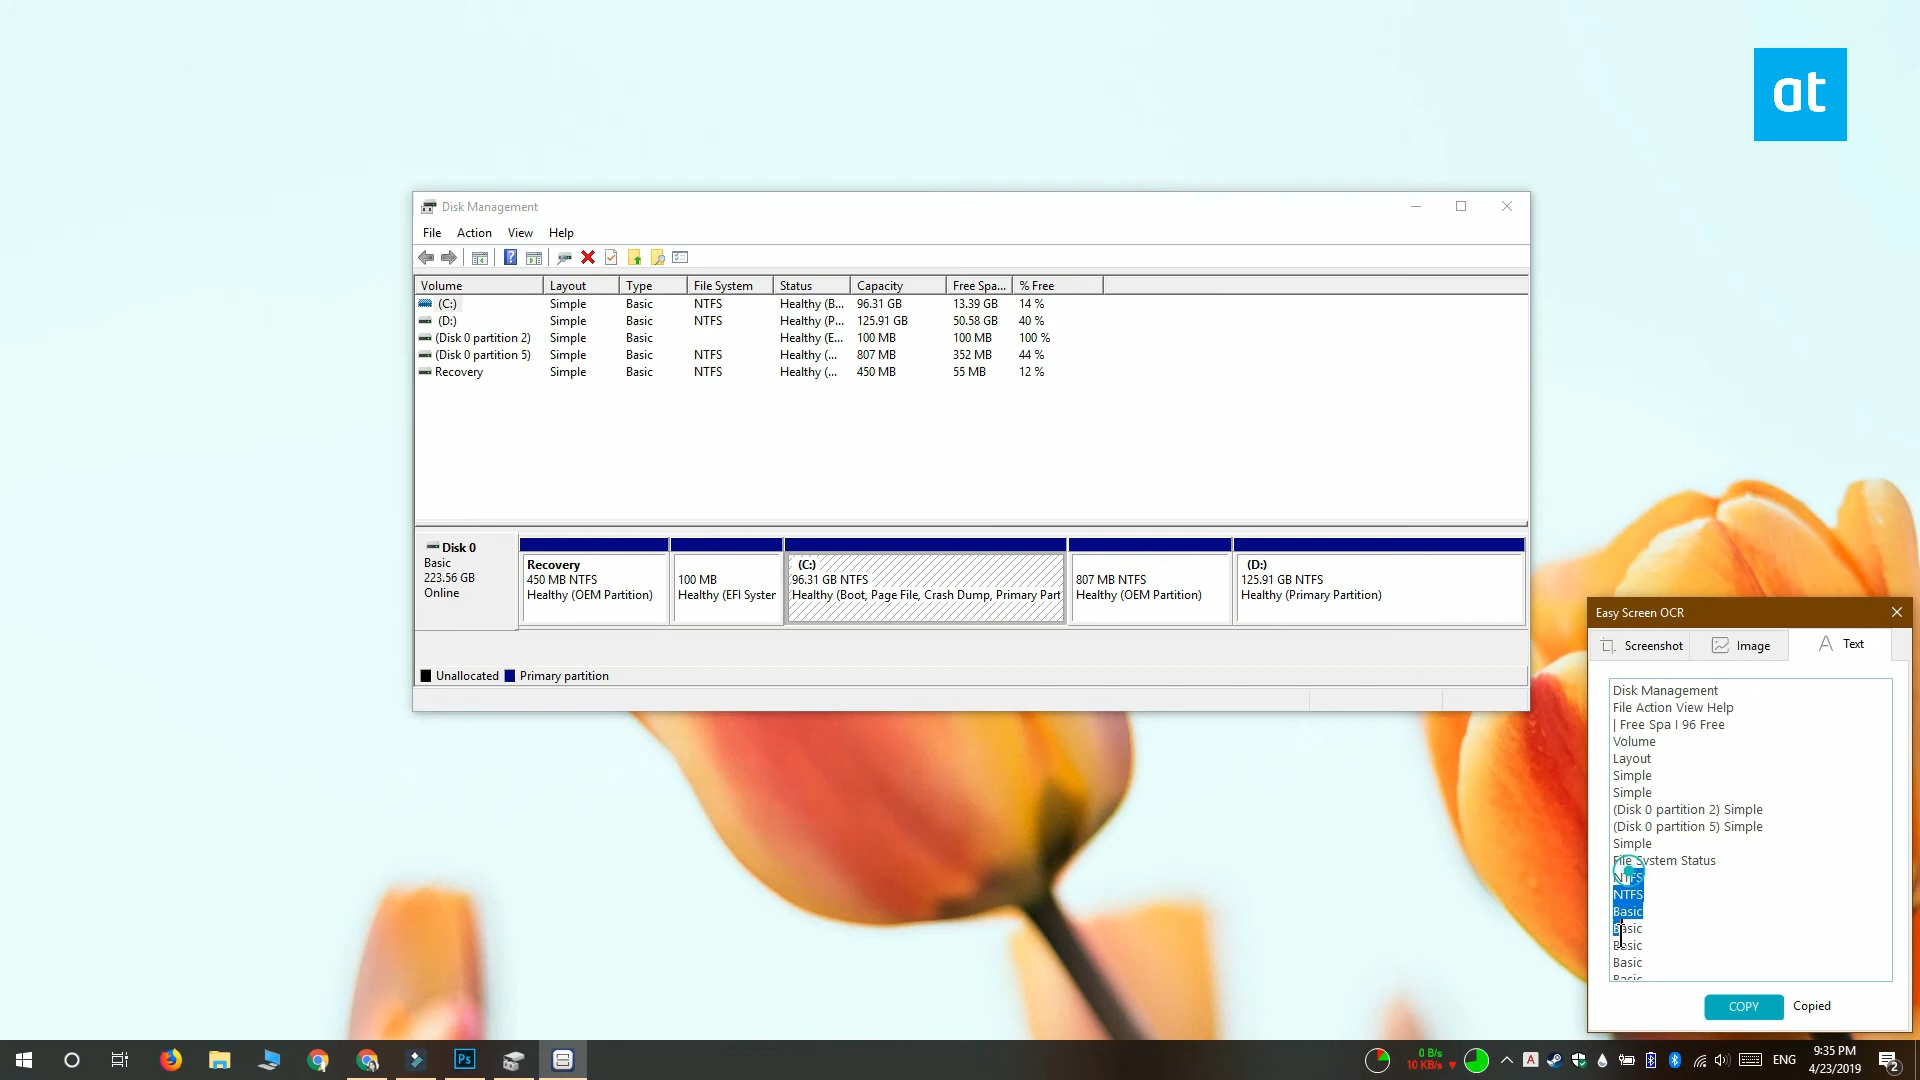 at
Disk Management
File Action View Help
Volume Layout Type File System Status Capacity Free Spa... % Free
(C:) Simple Basic NTFS Healthy (B... 96.31 GB 13.39 GB 14 %
(D:) Simple Basic NTFS Healthy (P... 125.91 GB 50.58 GB 40 %
(Disk 0 partition 2) Simple Basic Healthy (E... 100 MB 100 MB 100 %
(Disk 0 partition 5) Simple Basic NTFS Healthy (... 807 MB 352 MB 44 %
Recovery Simple Basic NTFS Healthy (... 450 MB 55 MB 12 %
Disk 0
Basic
223.56 GB
Online
Recovery
450 MB NTFS
Healthy (OEM Partition)
100 MB
Healthy (EFI System
(C:)
96.31 GB NTFS
Healthy (Boot, Page File, Crash Dump, Primary Part
807 MB NTFS
Healthy (OEM Partition)
(D:)
125.91 GB NTFS
Healthy (Primary Partition)
Unallocated Primary partition
Easy Screen OCR
Screenshot Image Text
Disk Management
File Action View Help
| Free Spa I 96 Free
Volume
Layout
Simple
Simple
(Disk 0 partition 2) Simple
(Disk 0 partition 5) Simple
Simple
File System Status
NTFS
NTFS
Basic
Basic
Basic
Basic
Basic
COPY Copied
Ps
0 B/s
10 KB/s
A
ENG
9:35 PM
4/23/2019
2